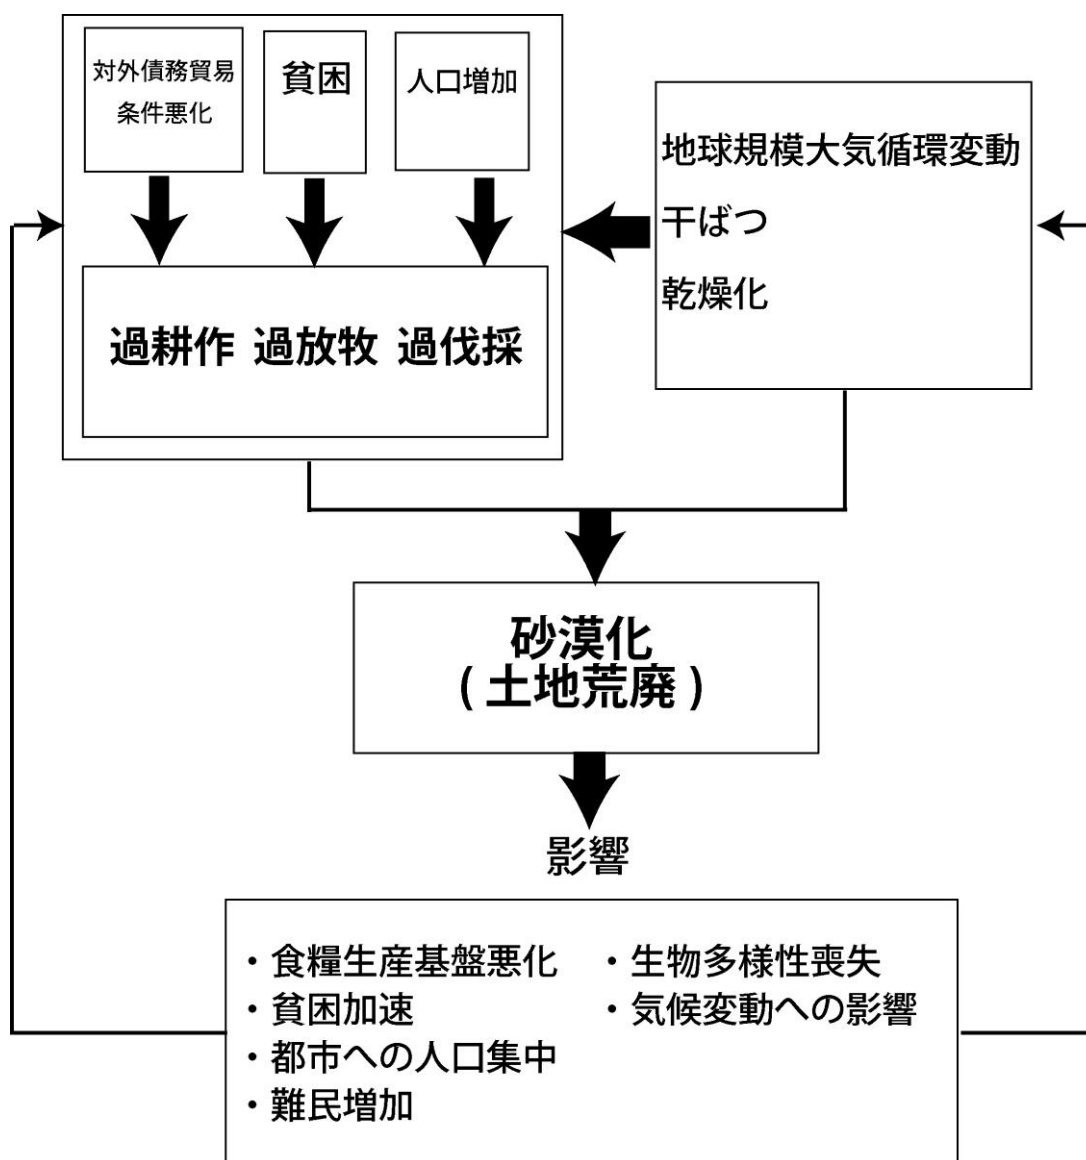 対外債務貿易
条件悪化
貧困
人口増加
地球規模大気循環変動
干ばつ
乾燥化
過耕作 過放牧 過伐採
砂漠化
(土地荒廃)
影響
・食糧生産基盤悪化
・貧困加速
・都市への人口集中
・難民増加
・生物多様性喪失
・気候変動への影響